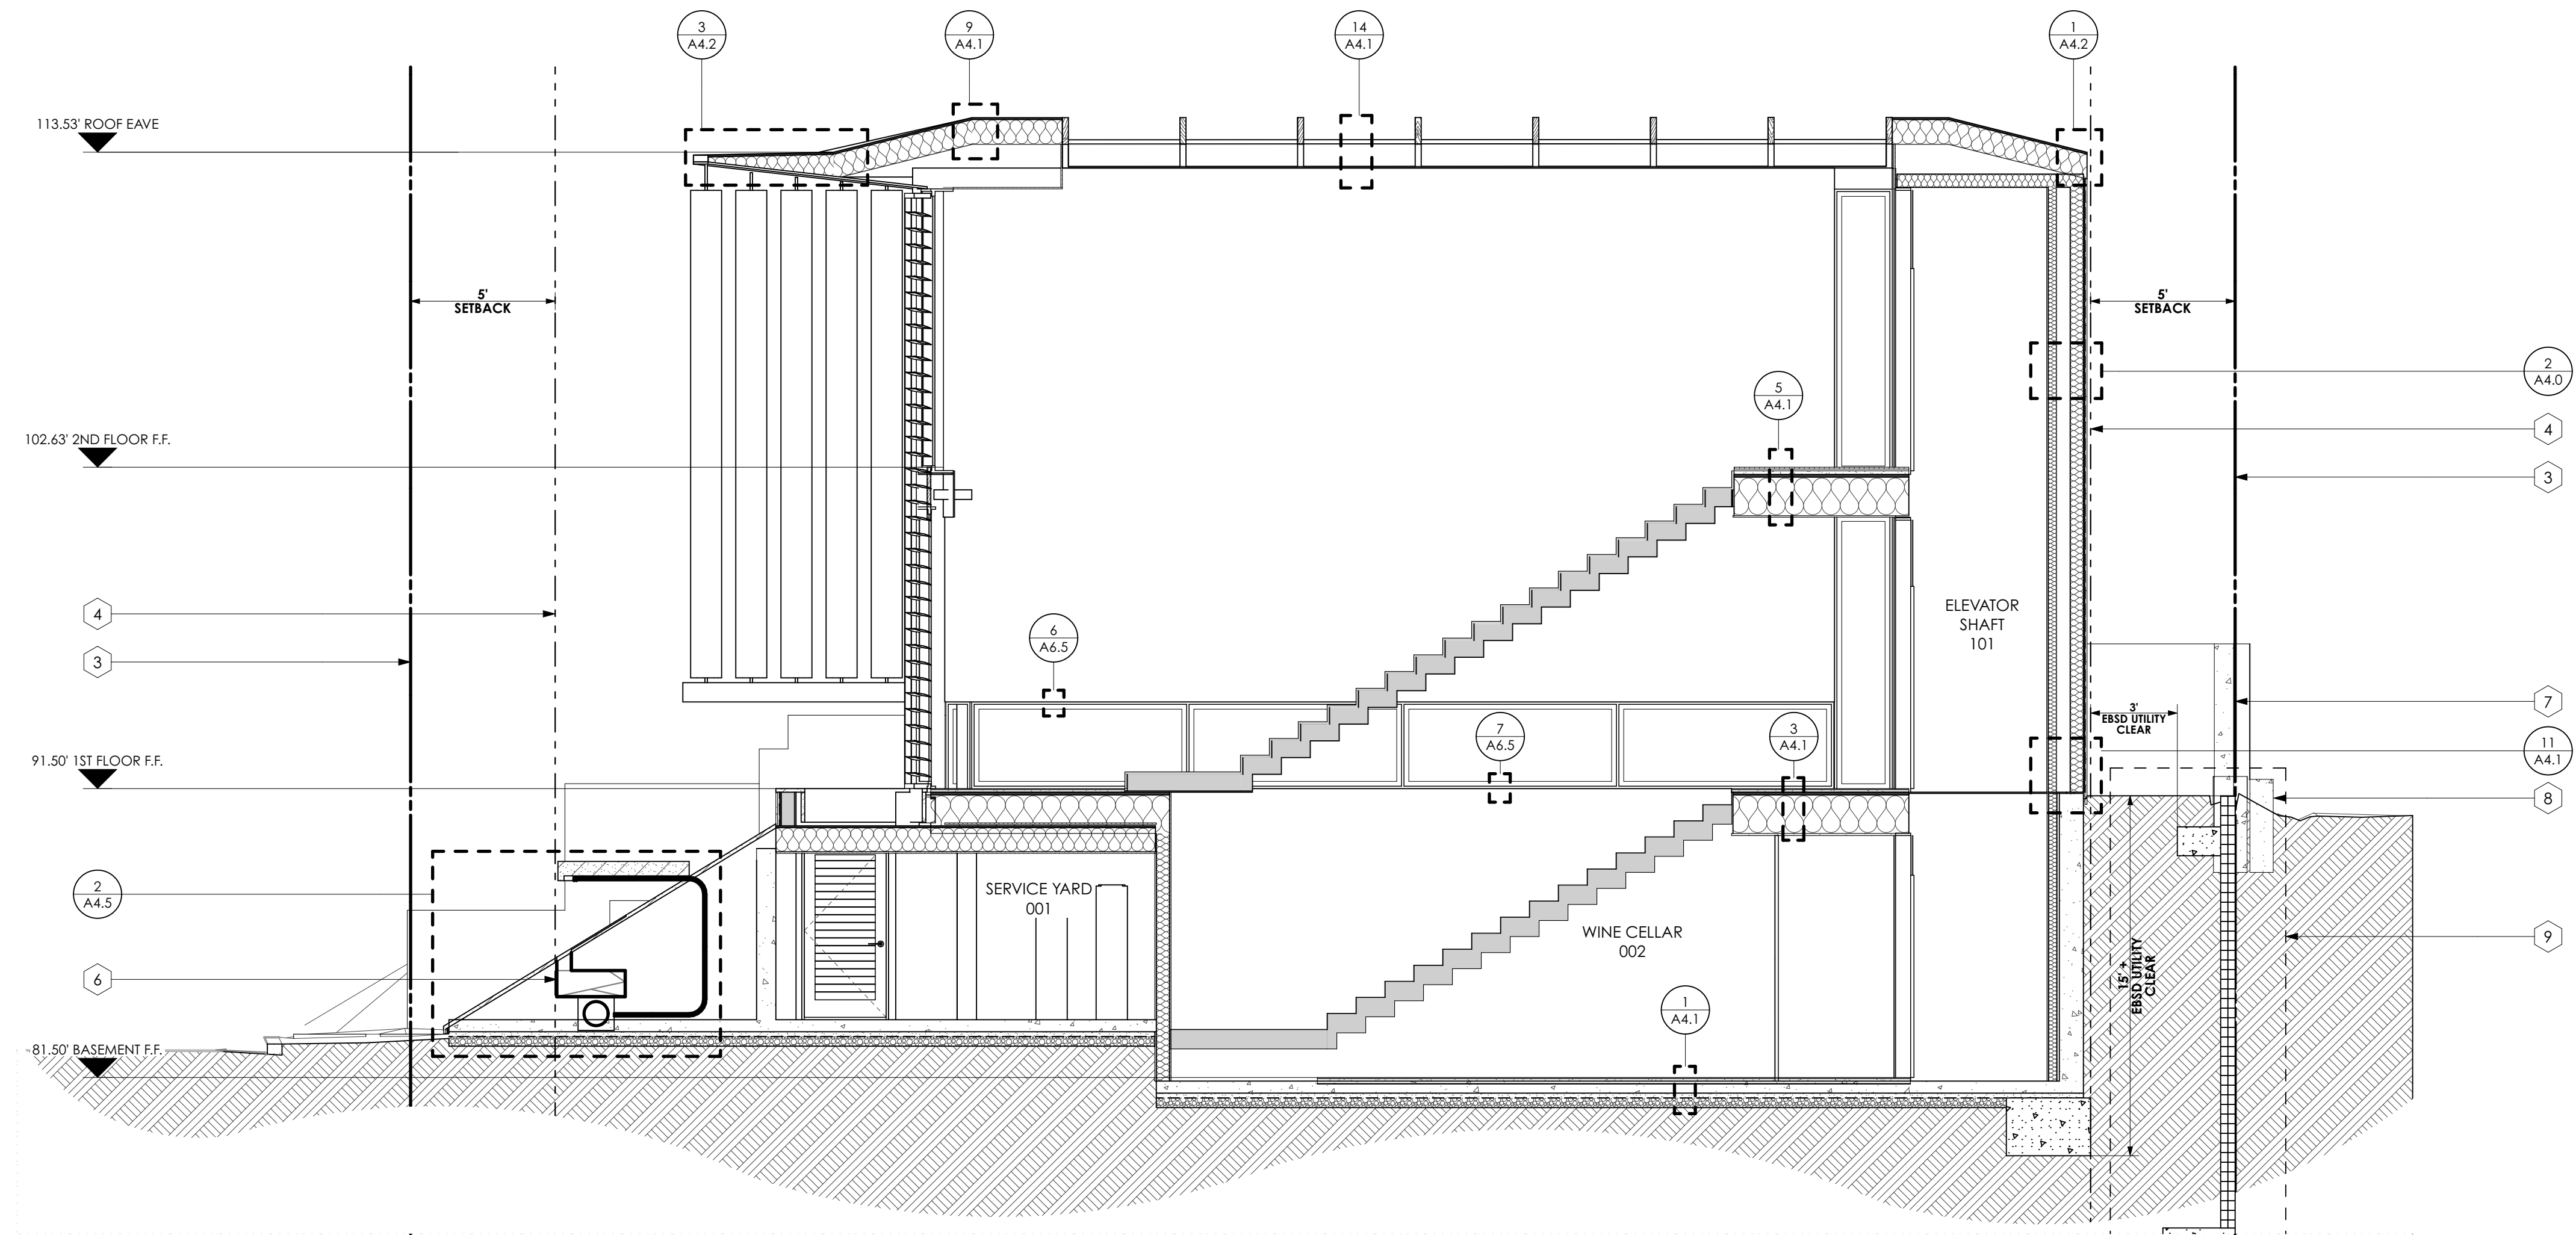 3
A4.2
9
A4.1
14
A4.1
1
A4.2
113.53' ROOF EAVE
5'
SETBACK
5'
SETBACK
2
A4.0
5
A4.1
4
102.63' 2ND FLOOR F.F.
3
4
ELEVATOR
SHAFT
101
6
A6.5
3
7
3'
EBSD UTILITY
CLEAR
7
A6.5
3
A4.1
11
A4.1
91.50' 1ST FLOOR F.F.
8
2
A4.5
SERVICE YARD
001
WINE CELLAR
002
9
15' +
EBSD UTILITY
CLEAR
6
1
A4.1
81.50' BASEMENT F.F.